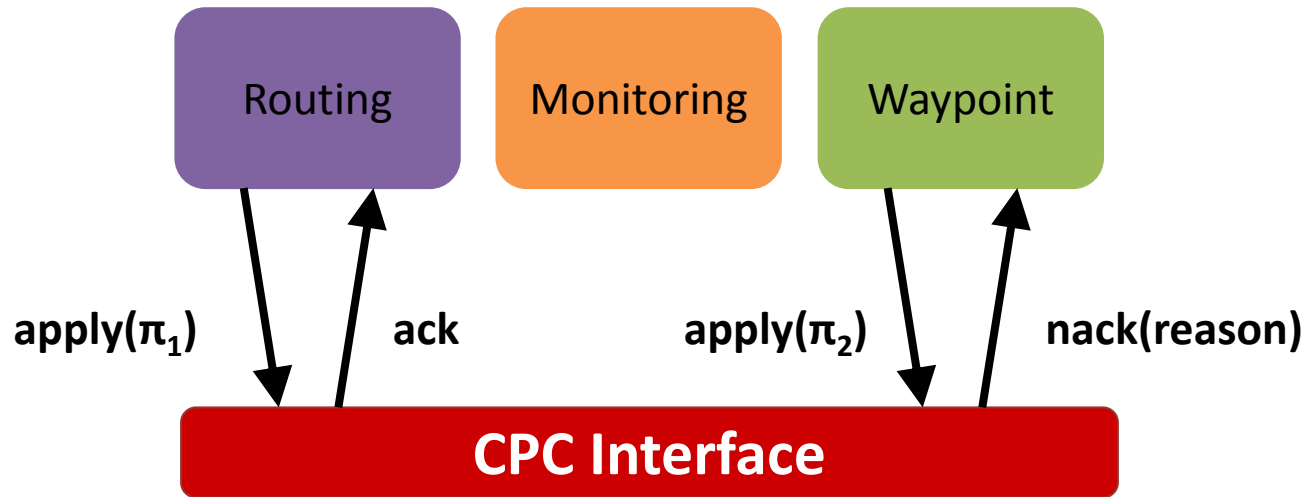 Routing
Monitoring
Waypoint
apply(π₁)
ack
apply(π₂)
nack(reason)
CPC Interface